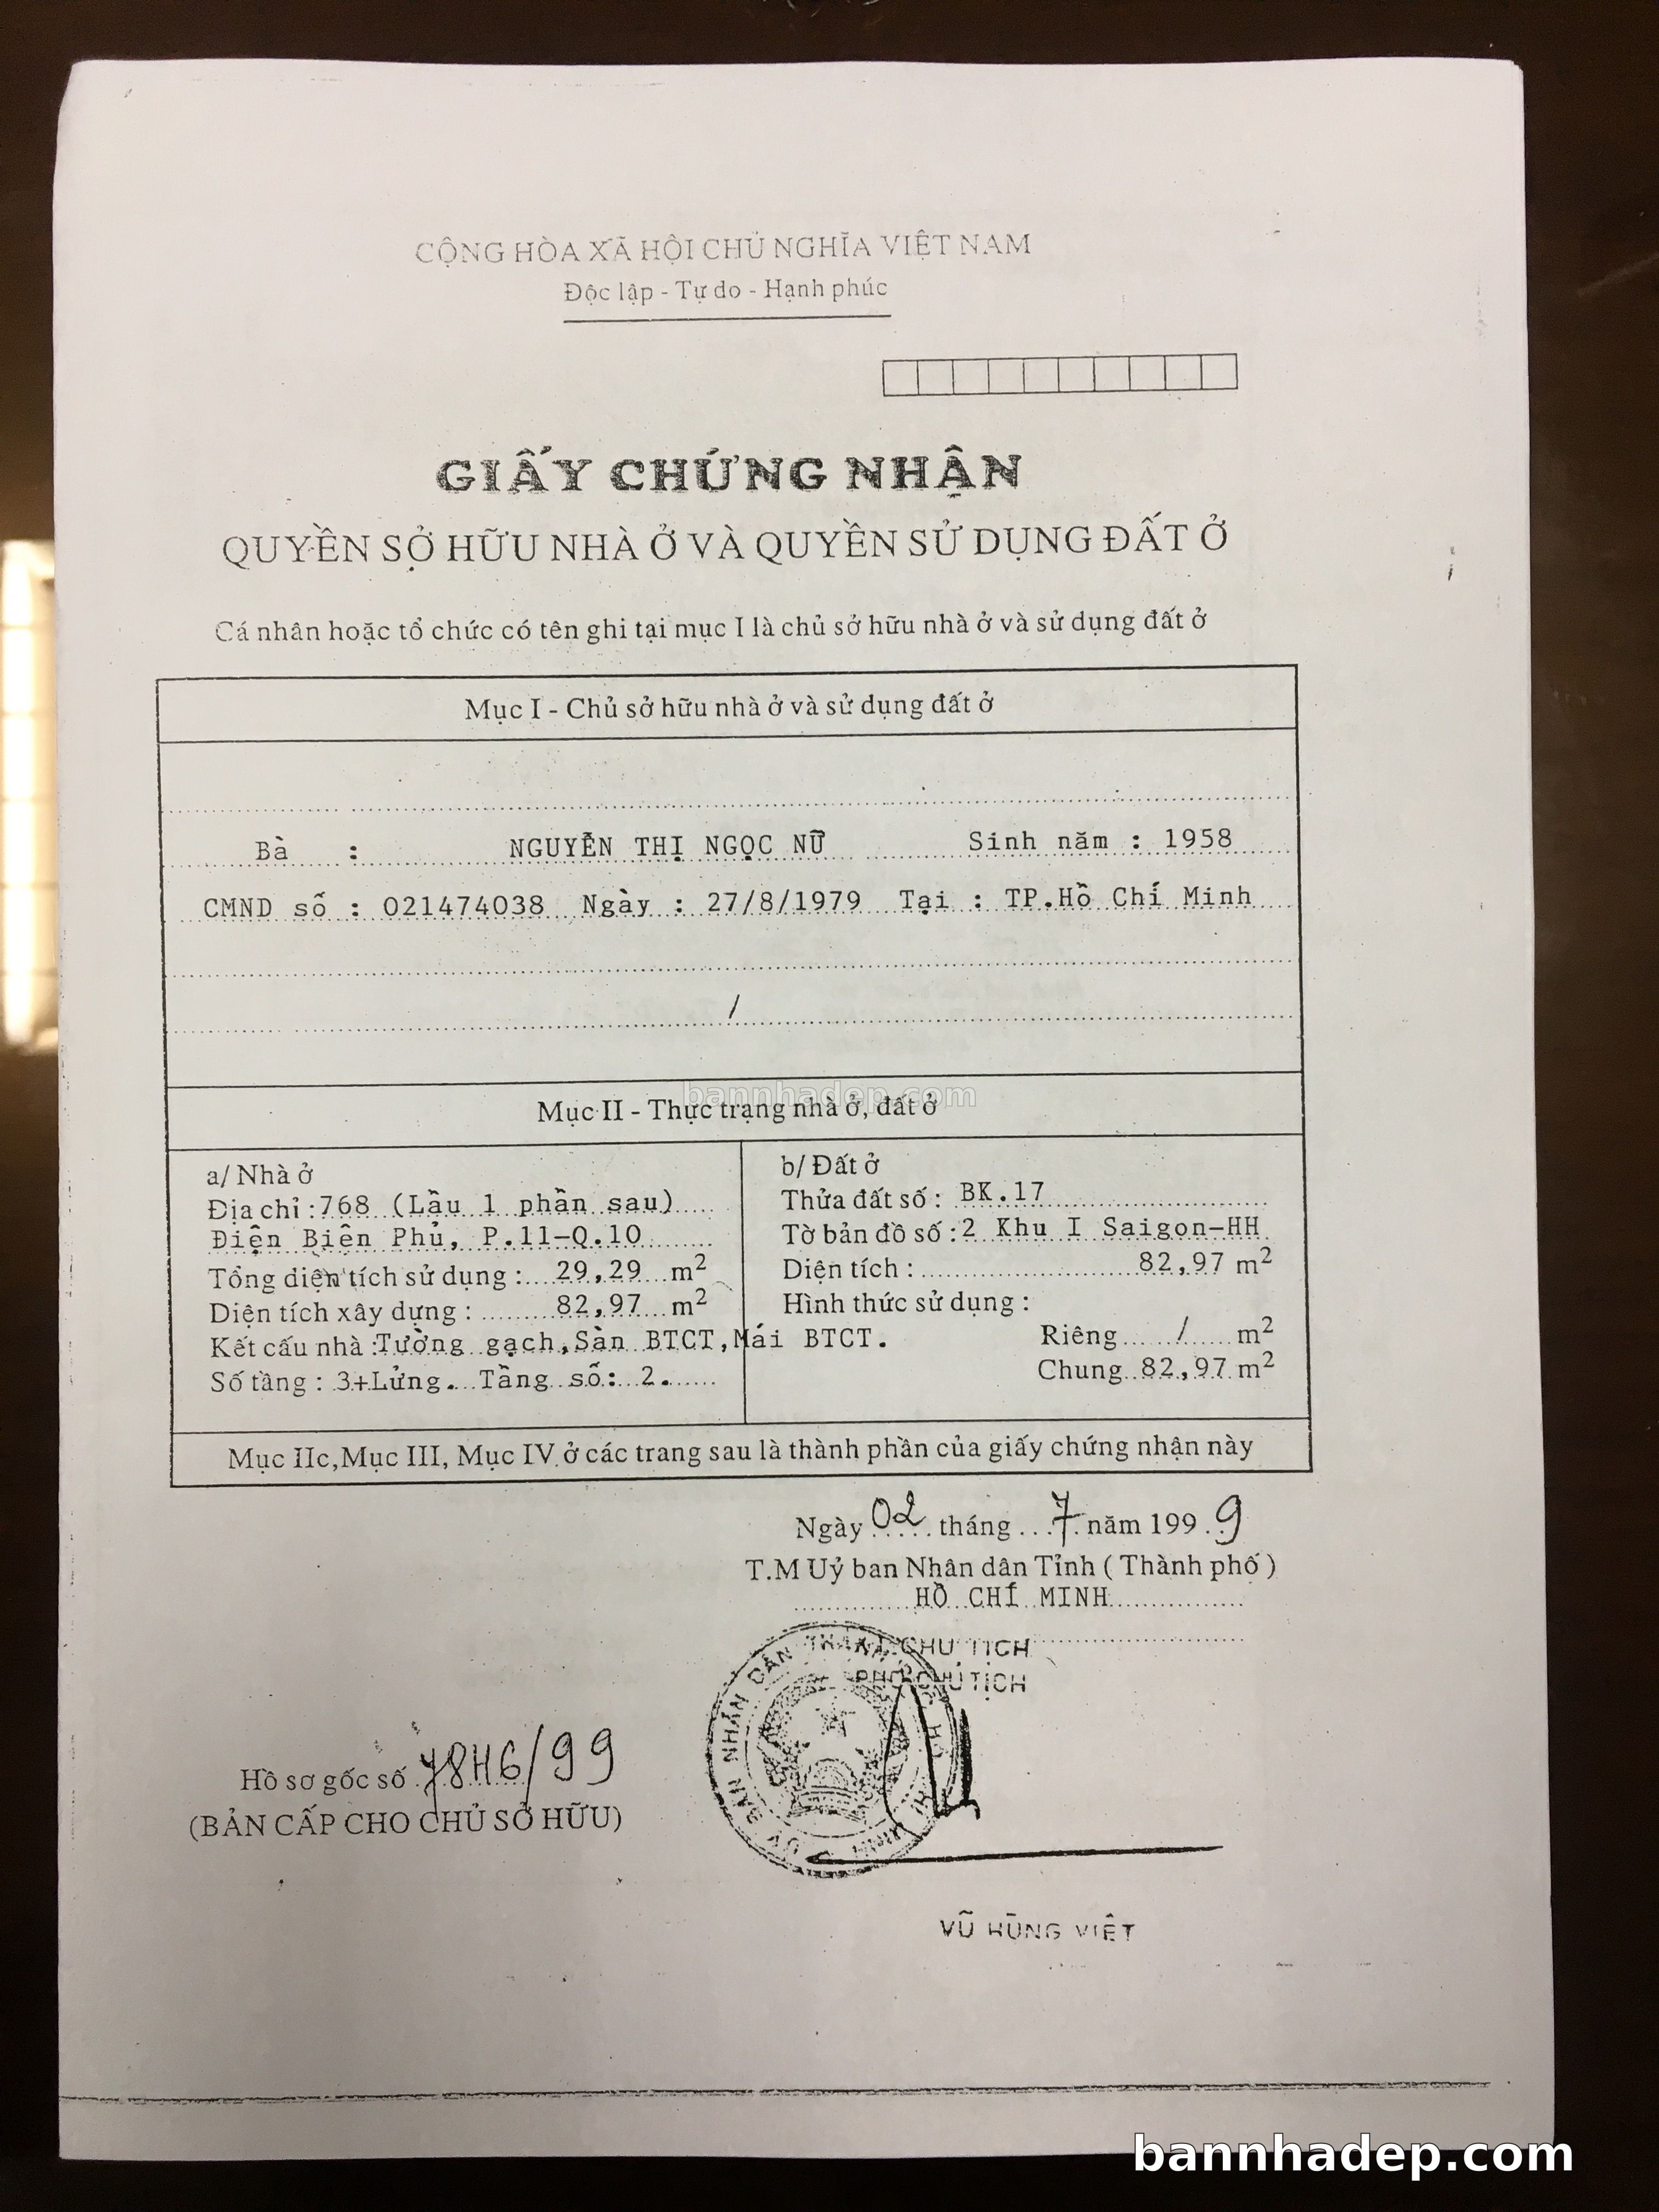 CỘNG HÒA XÃ HỘI CHỦ NGHĨA VIỆT NAM
Độc lập - Tự do - Hạnh phúc
GIẤY CHỨNG NHẬN
QUYỀN SỞ HỮU NHÀ Ở VÀ QUYỀN SỬ DỤNG ĐẤT Ở
Cá nhân hoặc tổ chức có tên ghi tại mục I là chủ sở hữu nhà ở và sử dụng đất ở
Mục I - Chủ sở hữu nhà ở và sử dụng đất ở
Bà : NGUYỄN THỊ NGỌC NỮ Sinh năm : 1958
CMND số : 021474038 Ngày : 27/8/1979 Tại : TP.Hồ Chí Minh
/
bannhadep.com
Mục II - Thực trạng nhà ở, đất ở
a/ Nhà ở
Địa chỉ : 768 (Lầu 1 phần sau)
Điện Biên Phủ, P.11-Q.10
Tổng diện tích sử dụng : 29,29 m2
Diện tích xây dựng : 82,97 m2
Kết cấu nhà : Tường gạch, Sàn BTCT, Mái BTCT.
Số tầng : 3+Lửng. Tầng số: 2.
b/ Đất ở
Thửa đất số : BK.17
Tờ bản đồ số : 2 Khu I Saigon-HH
Diện tích : 82,97 m2
Hình thức sử dụng :
Riêng / m2
Chung 82,97 m2
Mục IIc, Mục III, Mục IV ở các trang sau là thành phần của giấy chứng nhận này
Ngày 02 tháng 7 năm 1999
T.M Uỷ ban Nhân dân Tỉnh ( Thành phố )
HỒ CHÍ MINH
CHỦ TỊCH
PHÓ CHỦ TỊCH
Hồ sơ gốc số 78H6/99
(BẢN CẤP CHO CHỦ SỞ HỮU)
VŨ HÙNG VIỆT
bannhadep.com